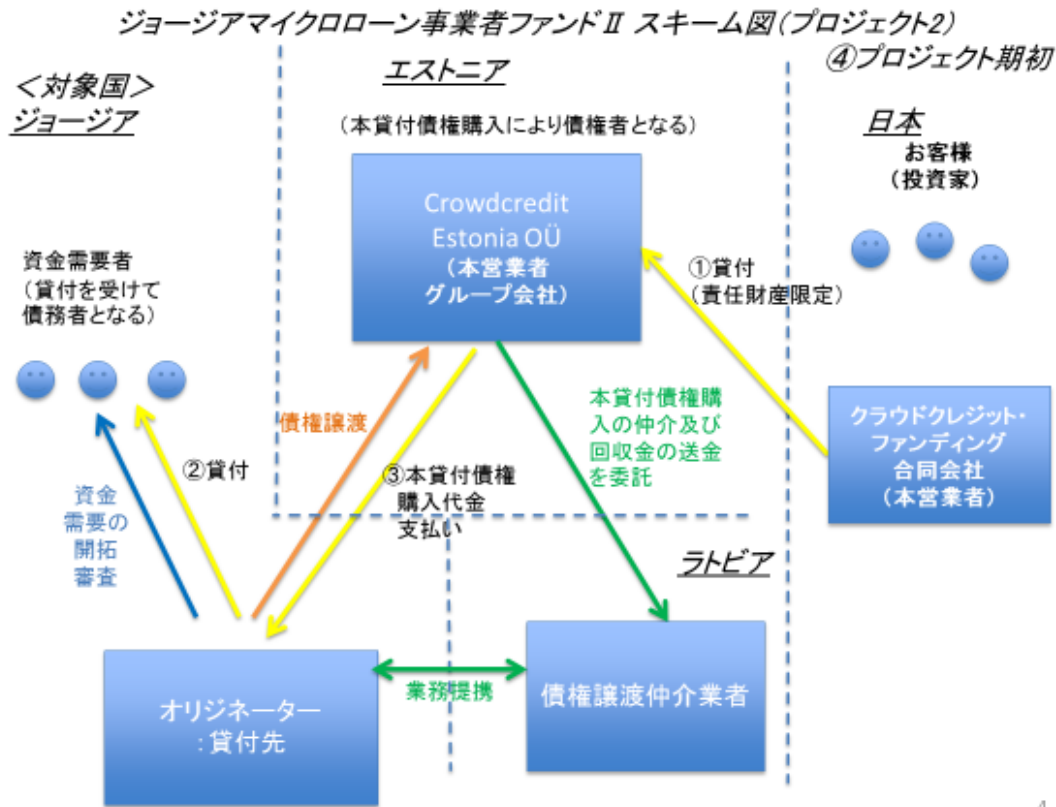 ジョージアマイクロローン事業者ファンドⅡ スキーム図(プロジェクト2)
④プロジェクト期初
＜対象国＞
ジョージア
エストニア
(本貸付債権購入により債権者となる)
日本
お客様
(投資家)
Crowdcredit
Estonia OÜ
(本営業者
グループ会社)
①貸付
(責任財産限定)
資金需要者
(貸付を受けて
債務者となる)
クラウドクレジット・
ファンディング
合同会社
(本営業者)
債権譲渡
本貸付債権購
入の仲介及び
回収金の送金
を委託
②貸付
③本貸付債権
購入代金
支払い
資金
需要の
開拓
審査
ラトビア
オリジネーター
:貸付先
業務提携
債権譲渡仲介業者
4